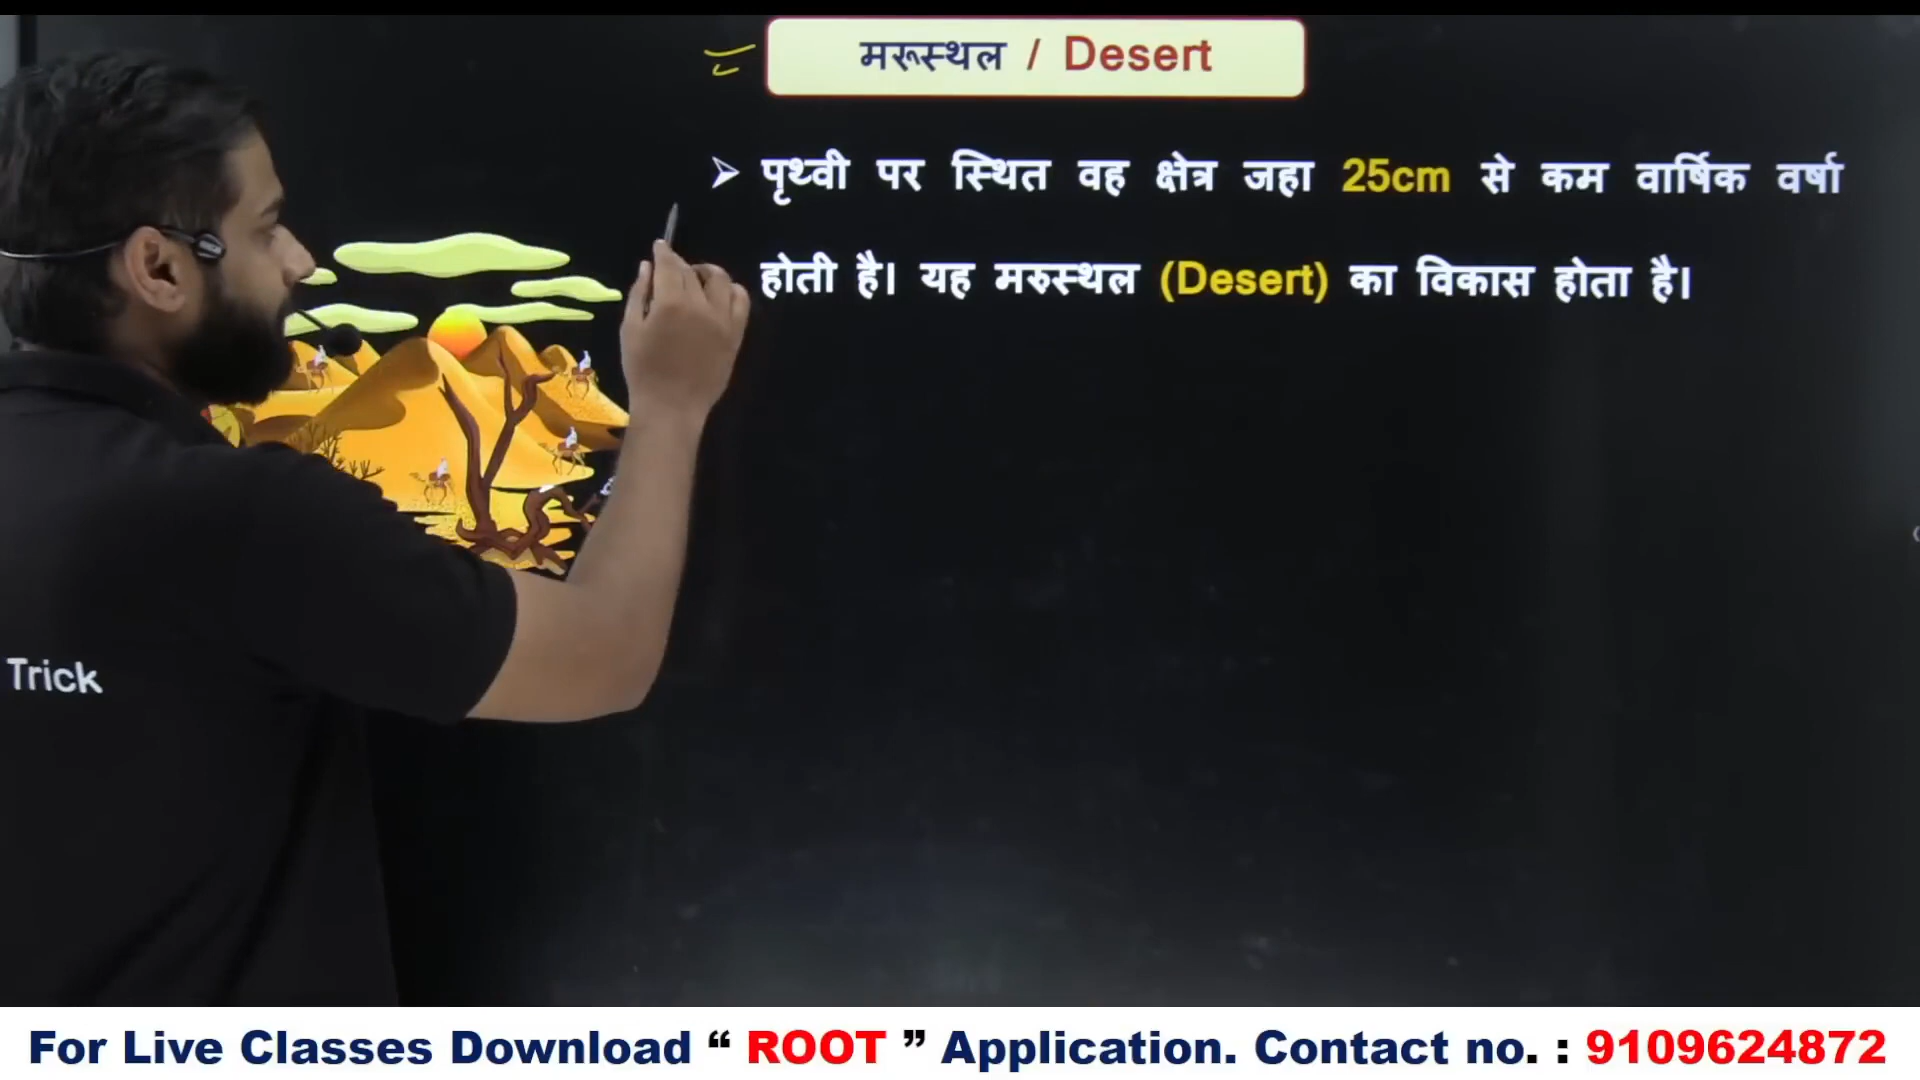 मरूस्थल / Desert
➢ पृथ्वी पर स्थित वह क्षेत्र जहा 25cm से कम वार्षिक वर्षा
होती है। यह मरुस्थल (Desert) का विकास होता है।
Trick
For Live Classes Download “ ROOT ” Application. Contact no. : 9109624872